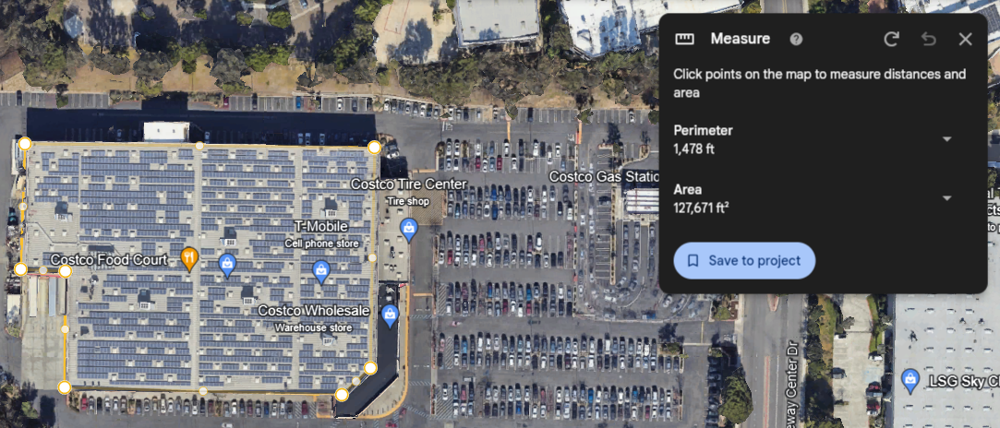 Measure
Click points on the map to measure distances and
area
Perimeter
1,478 ft
Area
127,671 ft²
Save to project
Costco Tire Center
Tire shop
Costco Gas Static
T-Mobile
Cell phone store
Costco Food Court
Costco Wholesale
Warehouse store
eway Center Dr
LSG Sky C